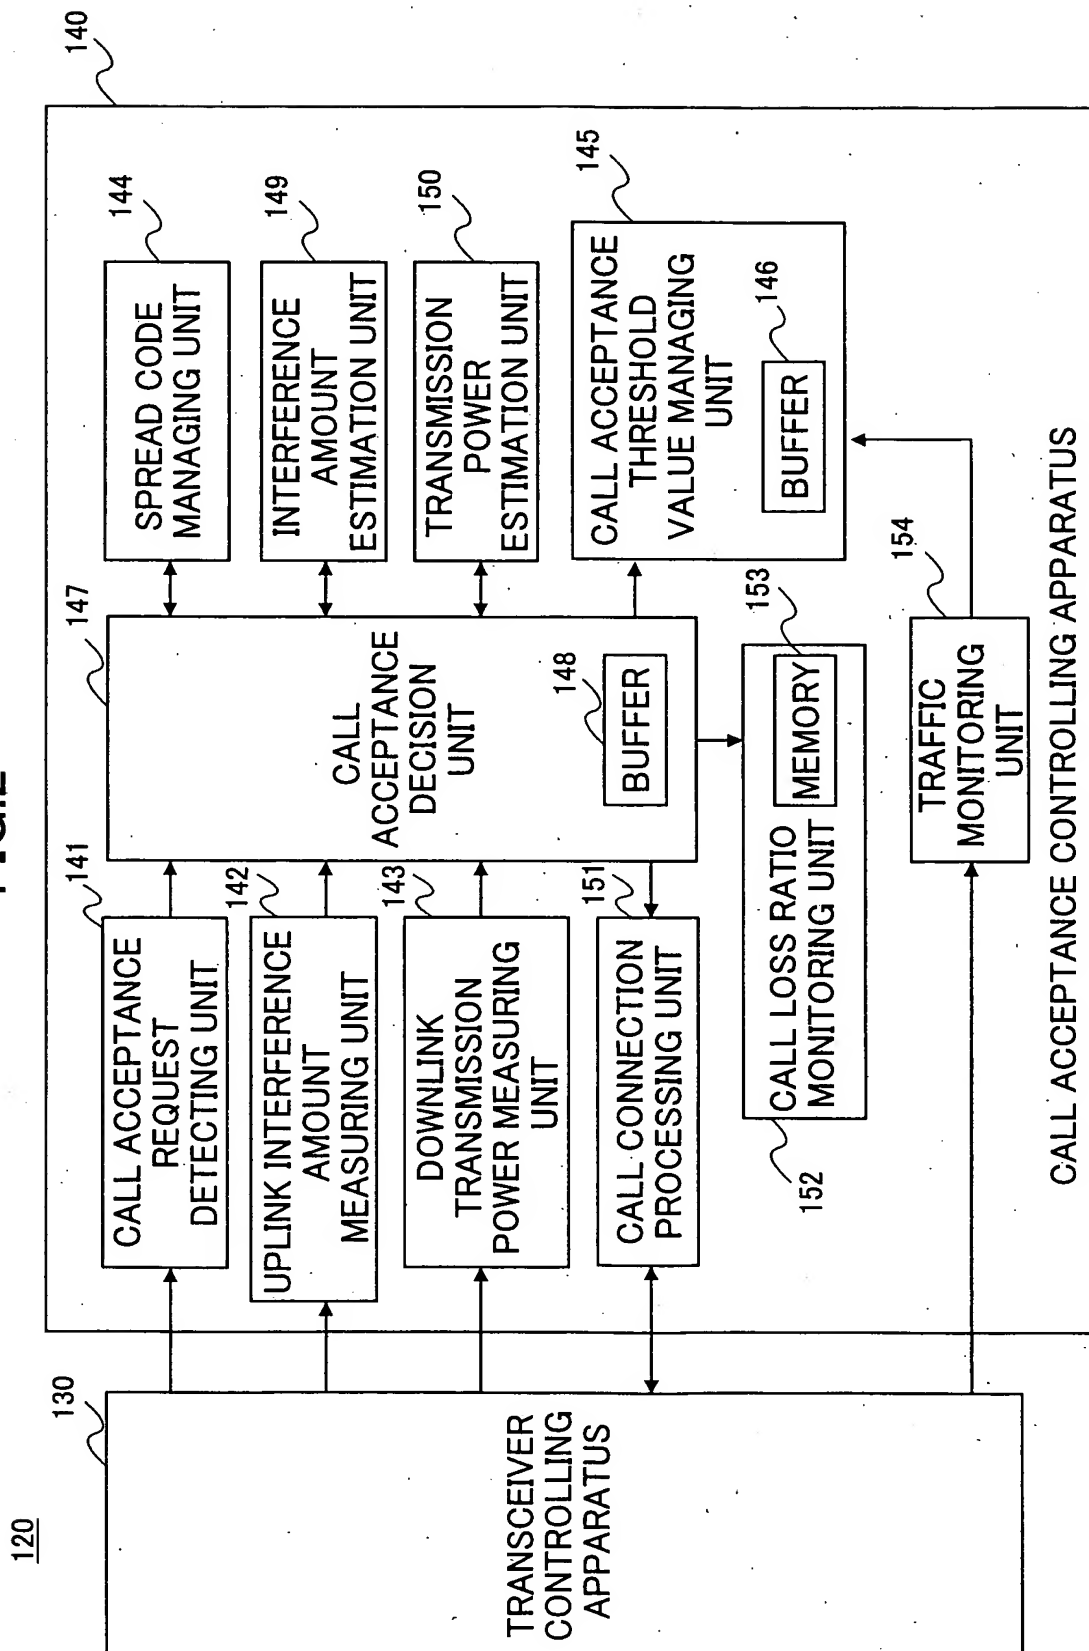 120
130
TRANSCEIVER
CONTROLLING
APPARATUS
140
141
CALL ACCEPTANCE
REQUEST
DETECTING UNIT
142
UPLINK INTERFERENCE
AMOUNT
MEASURING UNIT
143
DOWNLINK
TRANSMISSION
POWER MEASURING
UNIT
151
CALL CONNECTION
PROCESSING UNIT
152
CALL LOSS RATIO
MONITORING UNIT
153
MEMORY
147
CALL
ACCEPTANCE
DECISION
UNIT
148
BUFFER
144
SPREAD CODE
MANAGING UNIT
149
INTERFERENCE
AMOUNT
ESTIMATION UNIT
150
TRANSMISSION
POWER
ESTIMATION UNIT
145
CALL ACCEPTANCE
THRESHOLD
VALUE MANAGING
UNIT
146
BUFFER
154
TRAFFIC
MONITORING
UNIT
CALL ACCEPTANCE CONTROLLING APPARATUS